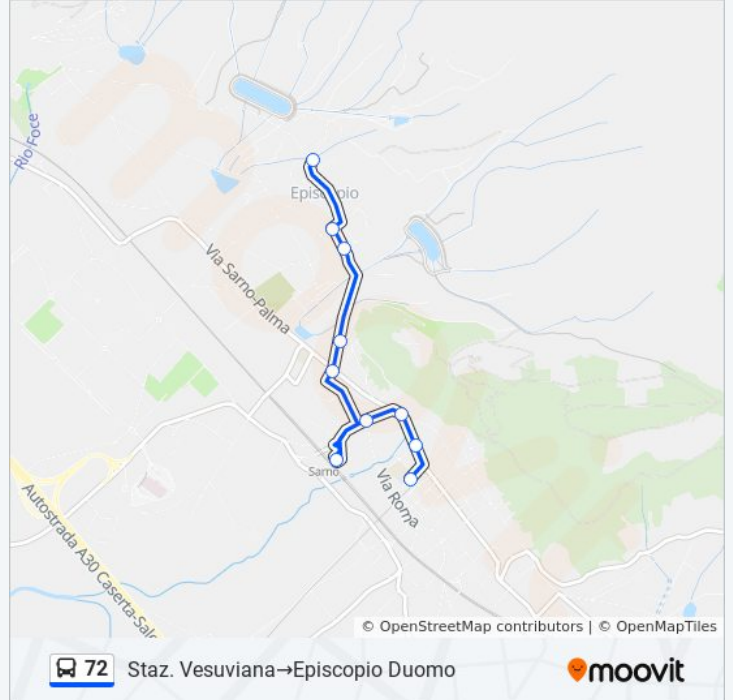 Rio Foce
Episcopio
Via Sarno-Palma
Sarno
Via Roma
Autostrada A30 Caserta-Sale
© OpenStreetMap contributors | © OpenMapTiles
72 Staz. Vesuviana→Episcopio Duomo
moovit